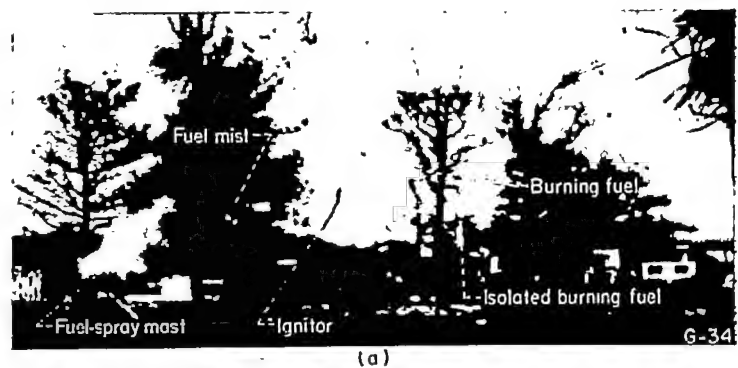 Fuel mist
Burning fuel
Isolated burning fuel
Fuel-spray mast
Ignitor
G-34
(a)